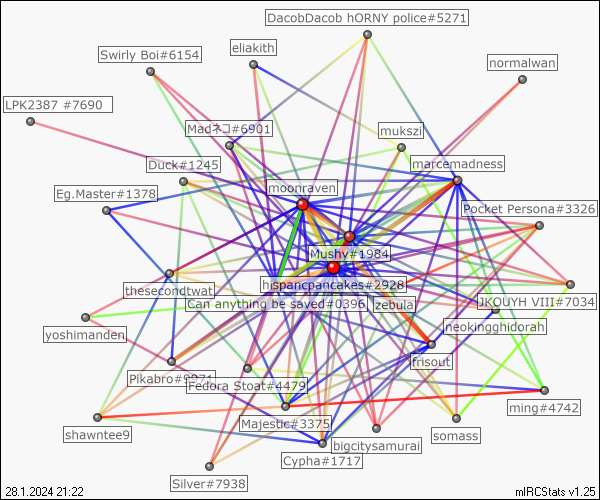 DacobDacob hORNY police#5271
eliakith
Swirly Boi#6154
normalwan
LPK2387 #7690
Madネコ#6901
mukszi
marcemadness
Duck#1245
moonraven
Eg.Master#1378
Pocket Persona#3326
Mushy#1984
hispanicpancakes#2928
thesecondtwat
Can anything be saved#0396
zebula
JKOUYH VIII#7034
neokingghidorah
yoshimanden
frisout
Pikabro#9271
Fedora Stoat#4479
ming#4742
Majestic#3375
shawntee9
bigcitysamurai
somass
Cypha#1717
Silver#7938
28.1.2024 21:22
mIRCStats v1.25